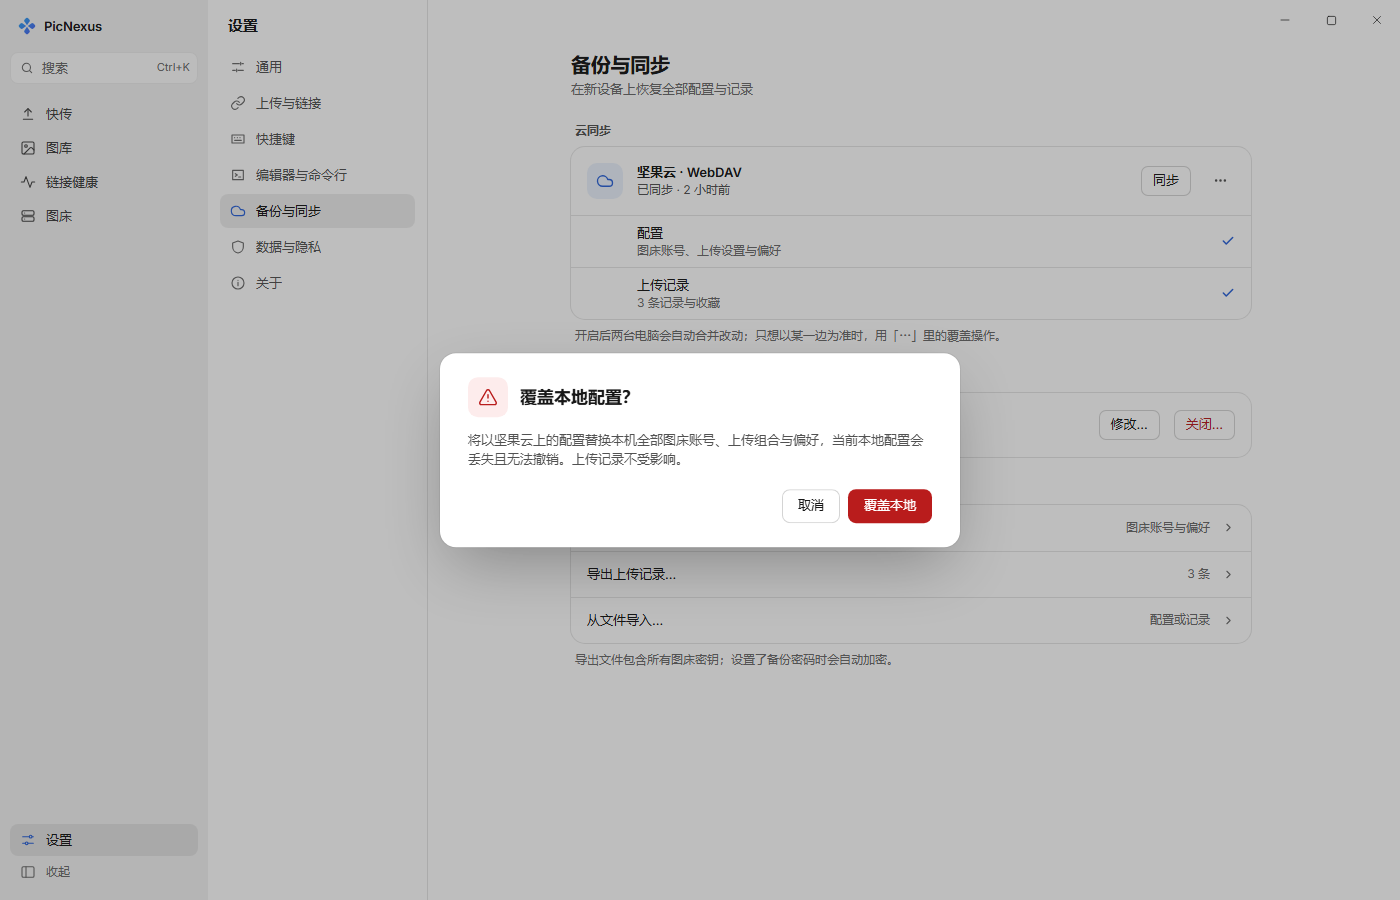 PicNexus
搜索
Ctrl+K
快传
图库
链接健康
图床
设置
收起
设置
通用
上传与链接
快捷键
编辑器与命令行
备份与同步
数据与隐私
关于
备份与同步
在新设备上恢复全部配置与记录
云同步
坚果云 · WebDAV
已同步 · 2 小时前
同步
配置
图床账号、上传设置与偏好
上传记录
3 条记录与收藏
开启后两台电脑会自动合并改动；只想以某一边为准时，用「…」里的覆盖操作。
修改...
关闭...
覆盖本地配置？
将以坚果云上的配置替换本机全部图床账号、上传组合与偏好，当前本地配置会
丢失且无法撤销。上传记录不受影响。
取消
覆盖本地
图床账号与偏好
导出上传记录...
3 条
从文件导入...
配置或记录
导出文件包含所有图床密钥；设置了备份密码时会自动加密。